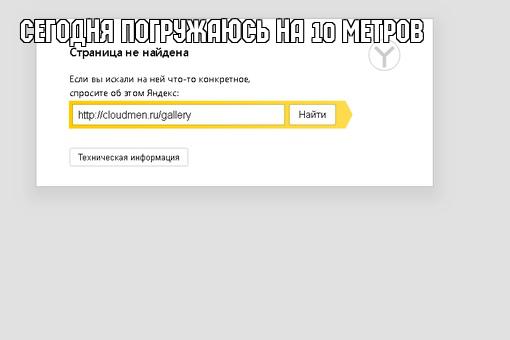 СЕГОДНЯ ПОГРУЖАЮСЬ НА 10 МЕТРОВ
Страница не найдена
Если вы искали на ней что-то конкретное,
спросите об этом Яндекс:
http://cloudmen.ru/gallery Найти
Техническая информация